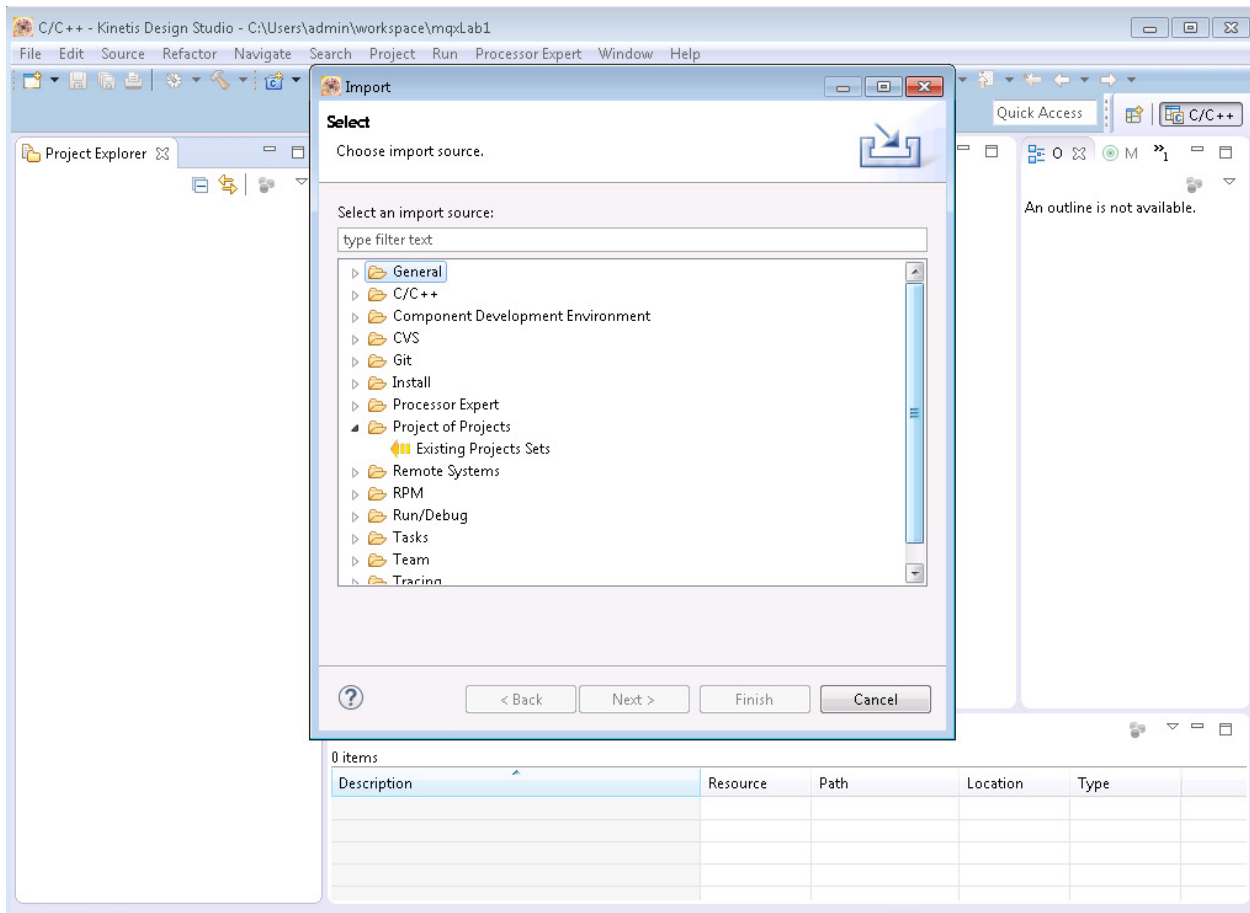 C/C++ - Kinetis Design Studio - C:\Users\admin\workspace\mqxLab1
File Edit Source Refactor Navigate Search Project Run Processor Expert Window Help
Import
Quick Access
C/C++
Select
Choose import source.
Project Explorer
O
M
»1
An outline is not available.
Select an import source:
type filter text
General
C/C++
Component Development Environment
CVS
Git
Install
Processor Expert
Project of Projects
Existing Projects Sets
Remote Systems
RPM
Run/Debug
Tasks
Team
Tracing
?
< Back
Next >
Finish
Cancel
0 items
Description Resource Path Location Type